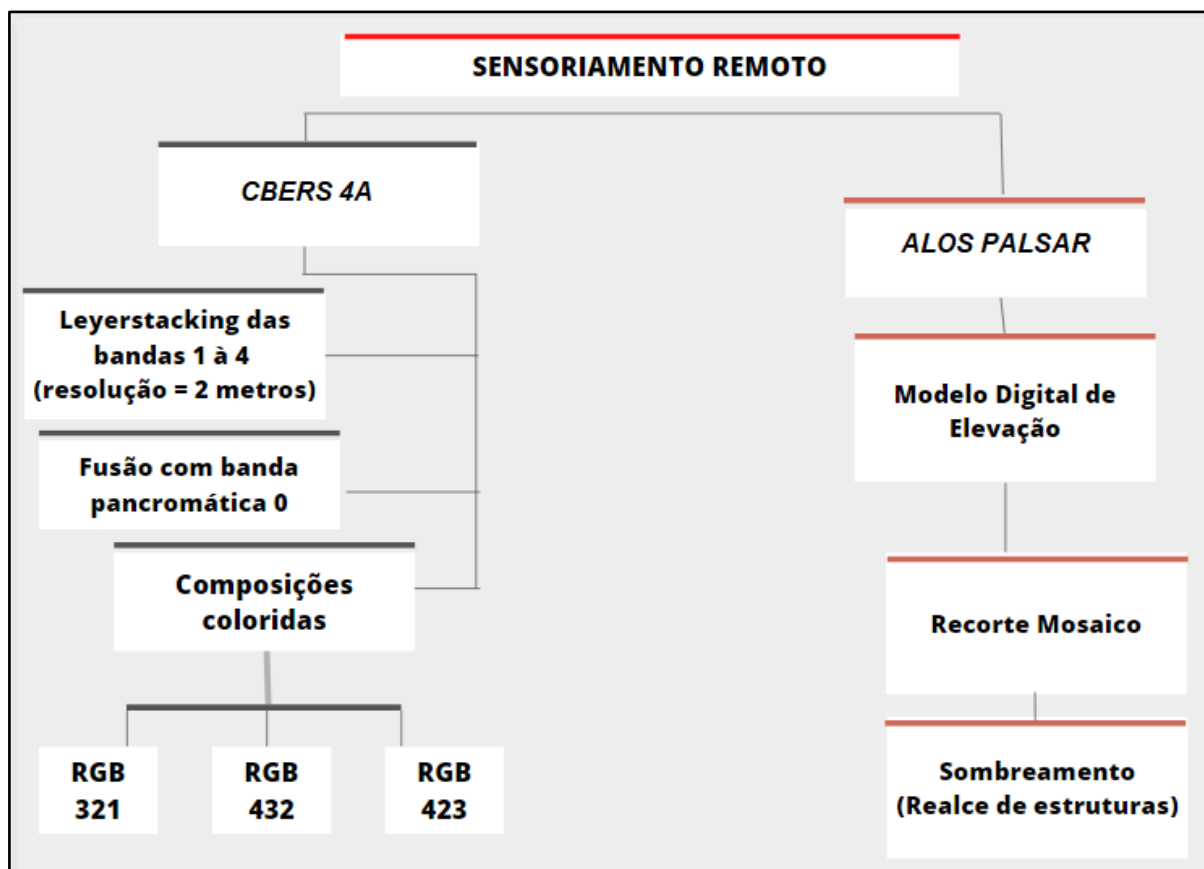 SENSORIAMENTO REMOTO
CBERS 4A
ALOS PALSAR
Leyerstacking das
bandas 1 à 4
(resolução = 2 metros)
Modelo Digital de
Elevação
Fusão com banda
pancromática 0
Composições
coloridas
Recorte Mosaico
RGB
321
RGB
432
RGB
423
Sombreamento
(Realce de estruturas)